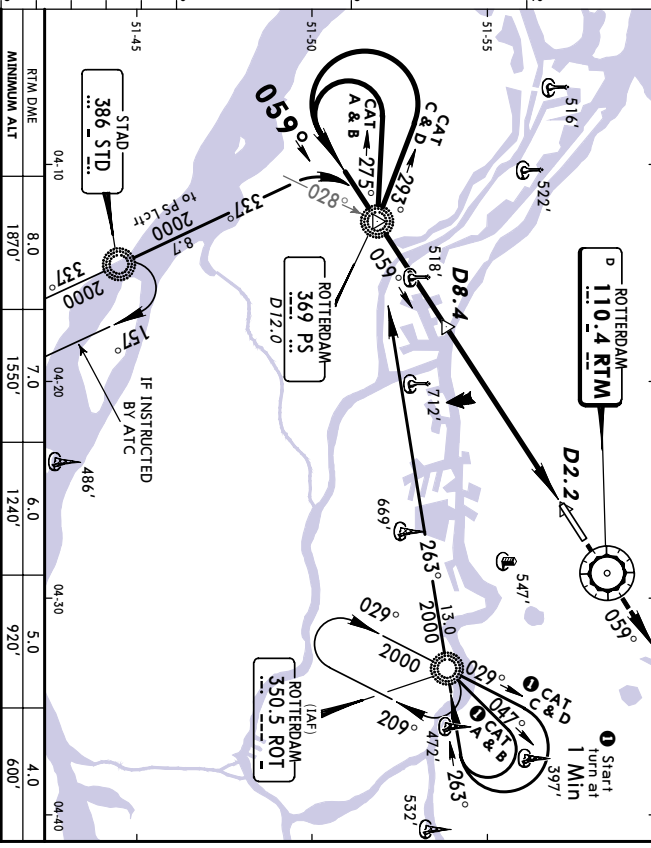 51-45
51-50
51-55
516'
522'
04-10
STAD
386 STD
CAT
C & D
293°
CAT
A & B
275°
059°
028°
337°
2000
8.7
to PS Lctr
ROTTERDAM
369 PS
D12.0
059°
518'
D8.4
D
ROTTERDAM
110.4 RTM
337°
2000
157°
IF INSTRUCTED
BY ATC
712'
04-20
486'
669'
D2.2
547'
263°
2000
13.0
059°
04-30
029°
2000
209°
(IAF)
ROTTERDAM
350.5 ROT
029°
1 CAT
C & D
047°
1 CAT
A & B
472'
397'
263°
1 Start
turn at
1 Min
532'
04-40
RTM DME
8.0
7.0
6.0
5.0
4.0
MINIMUM ALT
1870'
1550'
1240'
920'
600'